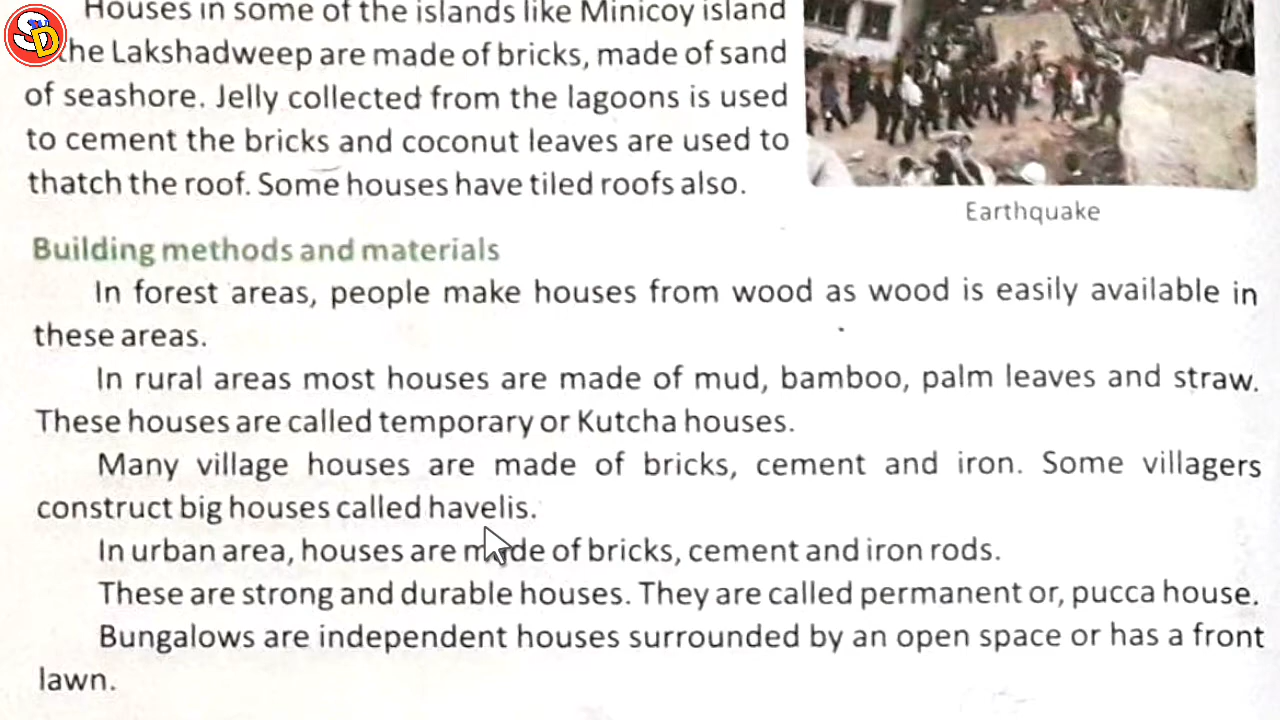 SD
Houses in some of the islands like Minicoy island
the Lakshadweep are made of bricks, made of sand
of seashore. Jelly collected from the lagoons is used
to cement the bricks and coconut leaves are used to
thatch the roof. Some houses have tiled roofs also.
Earthquake
Building methods and materials
In forest areas, people make houses from wood as wood is easily available in
these areas.
In rural areas most houses are made of mud, bamboo, palm leaves and straw.
These houses are called temporary or Kutcha houses.
Many village houses are made of bricks, cement and iron. Some villagers
construct big houses called havelis.
In urban area, houses are made of bricks, cement and iron rods.
These are strong and durable houses. They are called permanent or, pucca house.
Bungalows are independent houses surrounded by an open space or has a front
lawn.